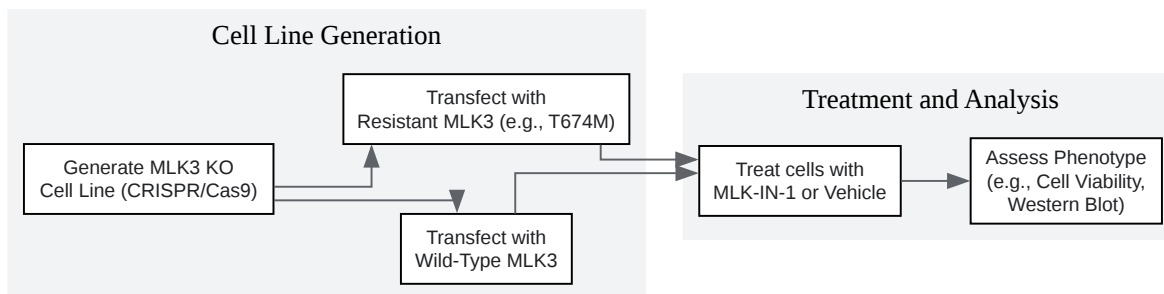 Cell Line Generation
Transfect with
Resistant MLK3 (e.g., T674M)
Generate MLK3 KO
Cell Line (CRISPR/Cas9)
Transfect with
Wild-Type MLK3
Treatment and Analysis
Treat cells with
MLK-IN-1 or Vehicle
Assess Phenotype
(e.g., Cell Viability,
Western Blot)